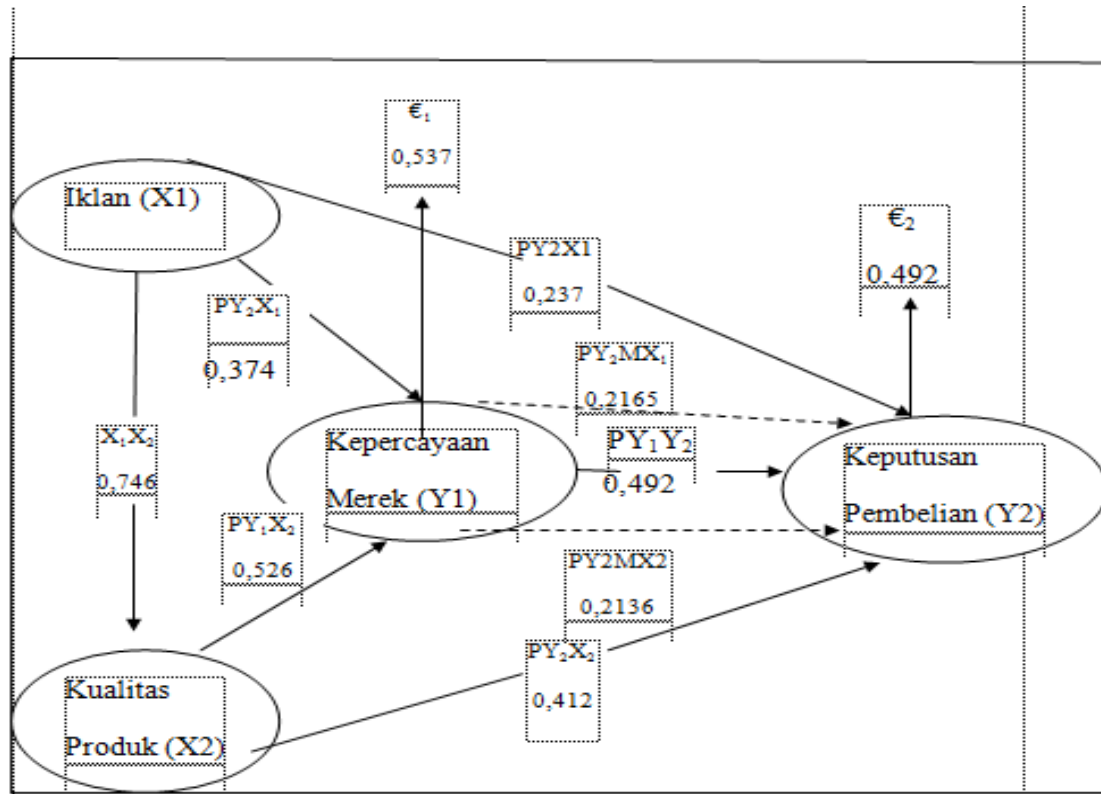 €₁
0,537
Iklan (X1)
€₂
0,492
PY2X1
0,237
PY₂X₁
0,374
PY₂MX₁
0,2165
X₁X₂
0,746
Kepercayaan
Merek (Y1)
PY₁Y₂
0,492
Keputusan
Pembelian (Y2)
PY₁X₂
0,526
PY2MX2
0,2136
PY₂X₂
0,412
Kualitas
Produk (X2)